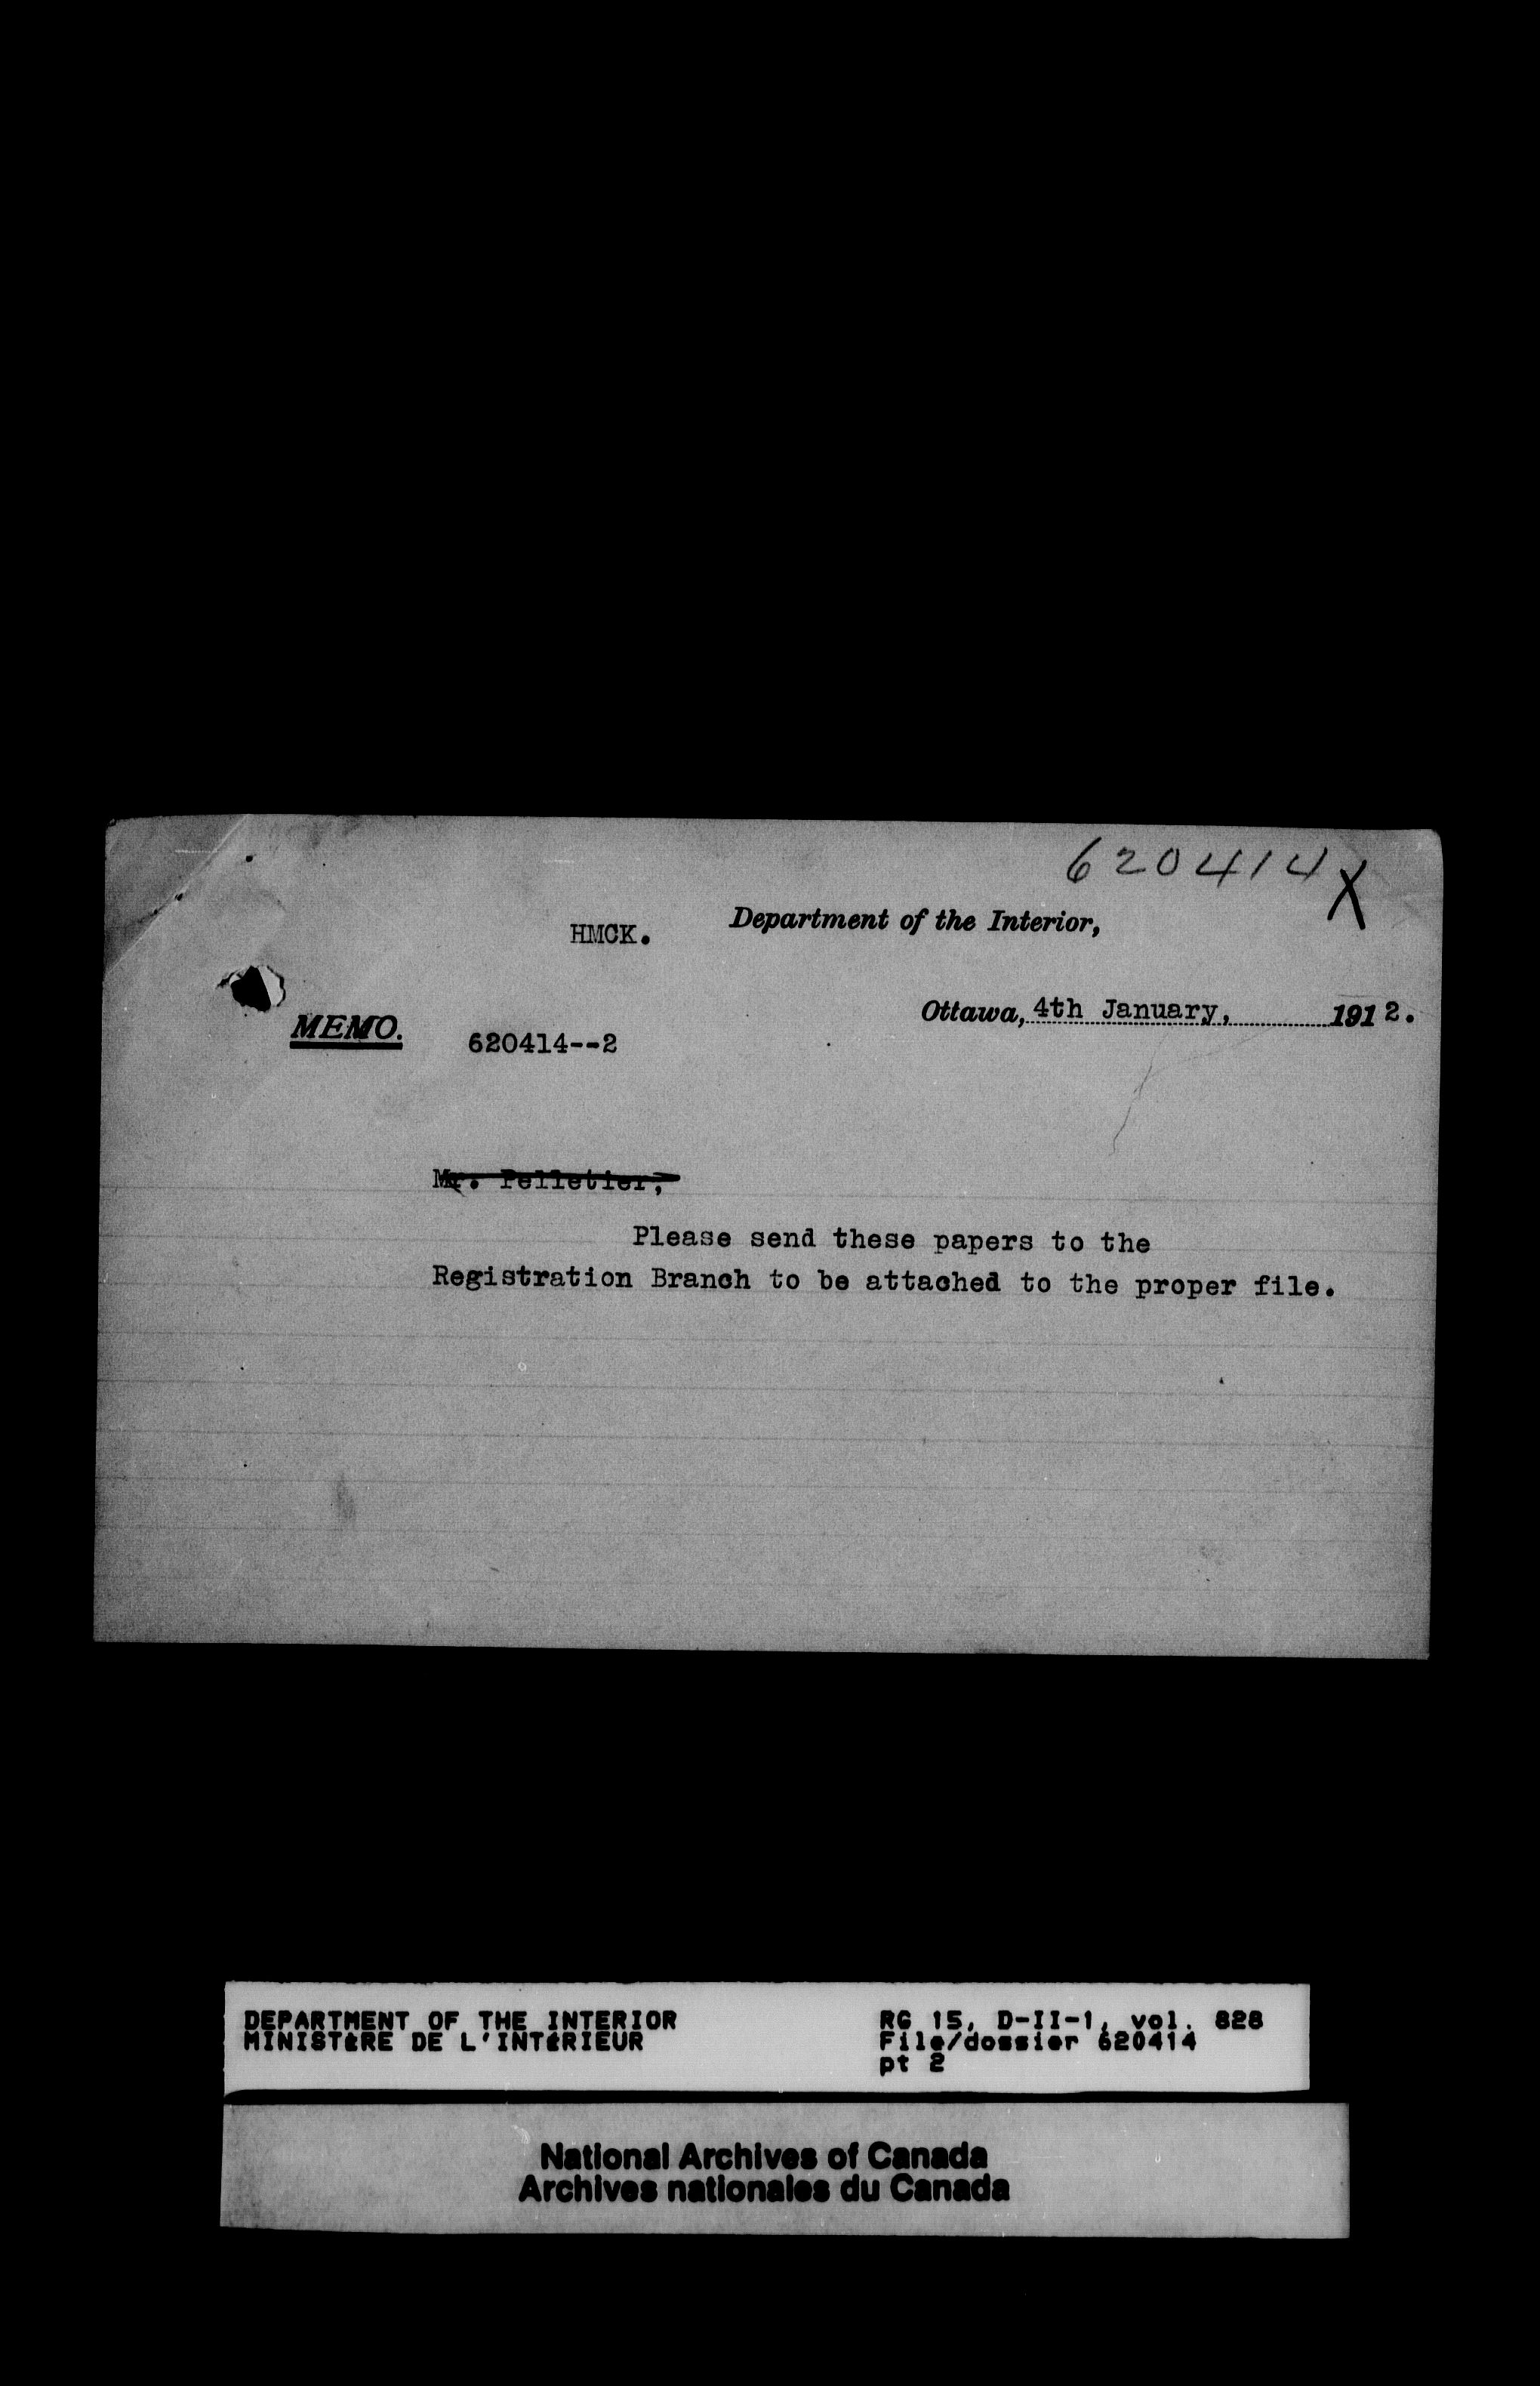 620414 X
HMCK. Department of the Interior,
Ottawa, 4th January, 1912.
MEMO. 620414--2
Mr. Pelletier,
Please send these papers to the
Registration Branch to be attached to the proper file.
DEPARTMENT OF THE INTERIOR
MINISTÈRE DE L'INTÉRIEUR
RG 15, D-II-1, vol. 828
File/dossier 620414
pt 2
National Archives of Canada
Archives nationales du Canada